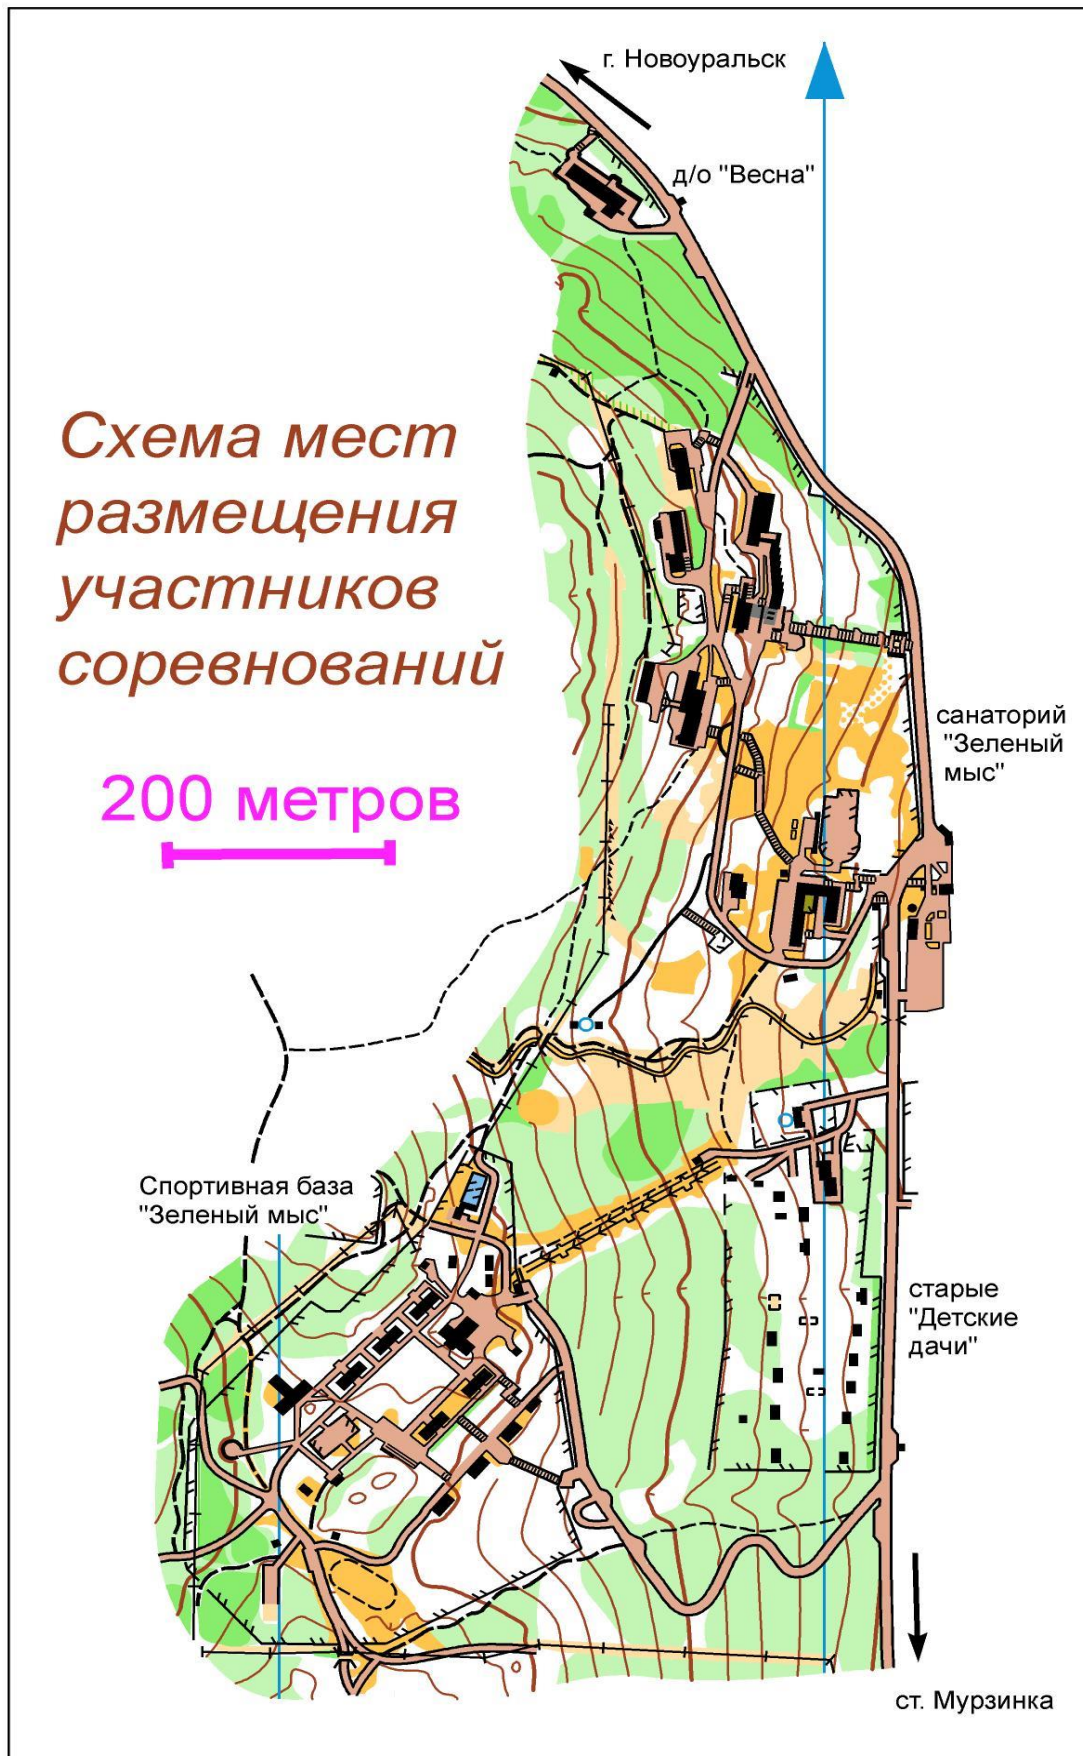 г. Новоуральск
д/о "Весна"
Схема мест
размещения
участников
соревнований
санаторий
"Зеленый
мыс"
200 метров
Спортивная база
"Зеленый мыс"
старые
"Детские
дачи"
ст. Мурзинка